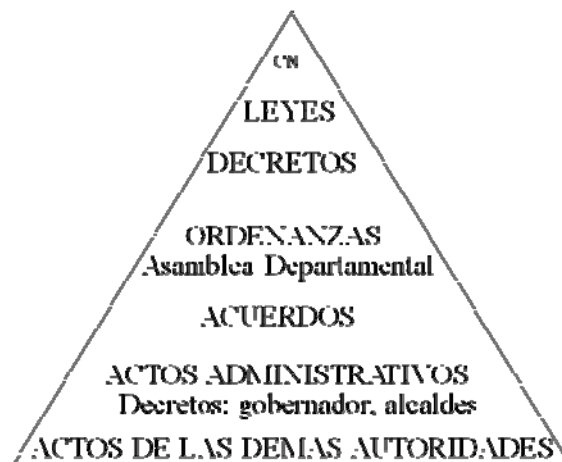 CN
LEYES
DECRETOS
ORDENANZAS
Asamblea Departamental
ACUERDOS
ACTOS ADMINISTRATIVOS
Decretos: gobernador, alcaldes
ACTOS DE LAS DEMAS AUTORIDADES